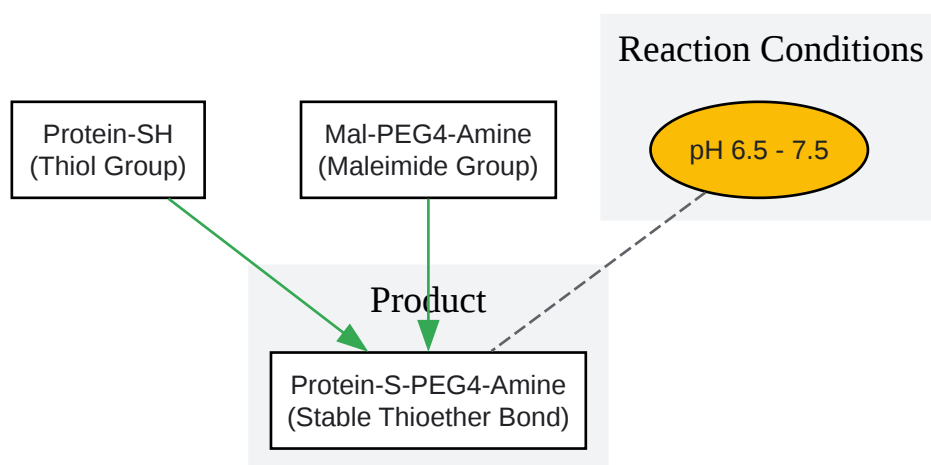 Reaction Conditions
Protein-SH
(Thiol Group)
Mal-PEG4-Amine
(Maleimide Group)
pH 6.5 - 7.5
Product
Protein-S-PEG4-Amine
(Stable Thioether Bond)